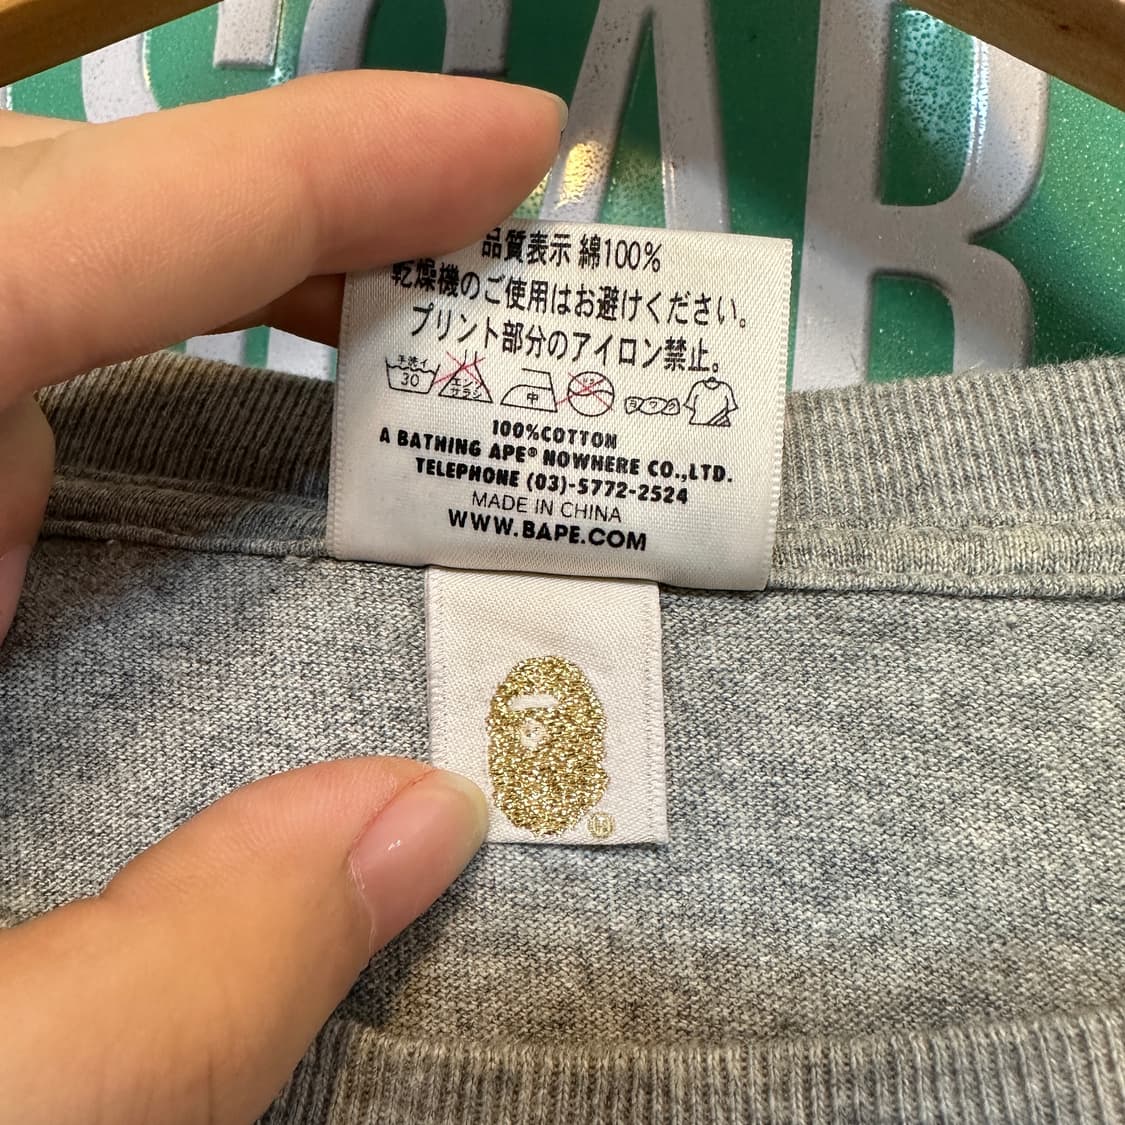 品質表示 綿100%
乾燥機のご使用はお避けください。
プリント部分のアイロン禁止。
手洗イ 30 エンソ サラシ 中
100%COTTON
A BATHING APE® NOWHERE CO.,LTD.
TELEPHONE (03)-5772-2524
MADE IN CHINA
WWW.BAPE.COM